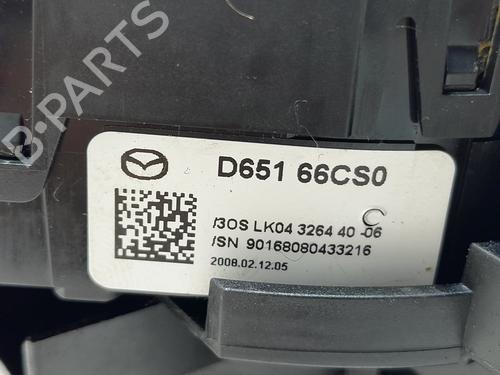 B-PARTS
D651 66CS0
C
/3OS LK04 3264 40 -06
/SN 90168080433216
2008.02.12.05